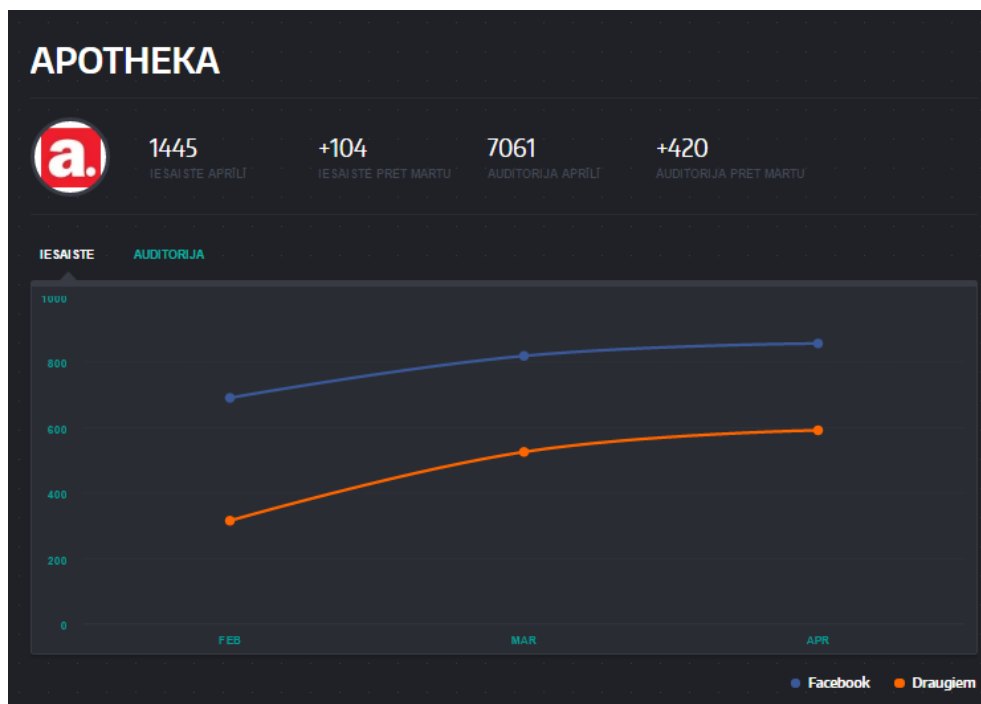 APOTHEKA
a.
1445 +104 7061 +420
IESAISTE APRĪLĪ IESAISTE PRET MARTU AUDITORIJA APRĪLĪ AUDITORIJA PRET MARTU
IESAISTE AUDITORIJA
1000
800
600
400
200
0
FEB MAR APR
Facebook Draugiem